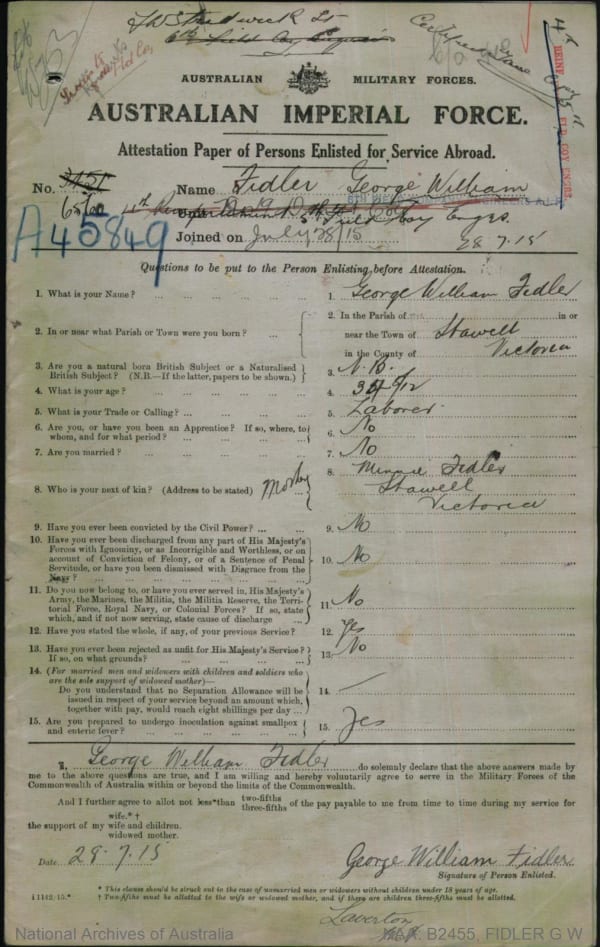 AUSTRALIAN MILITARY FORCES.
AUSTRALIAN IMPERIAL FORCE.
Attestation Paper of Persons Enlisted for Service Abroad.
No. Name Fidler George William
A45849
Unit Field Coy Engrs.
Joined on July 28/15 28.7.15
Questions to be put to the Person Enlisting before Attestation.
1. What is your Name? ... 1. George William Fidler
2. In or near what Parish or Town were you born? ... 2. In the Parish of in or
near the Town of Stawell
in the County of Victoria
3. Are you a natural born British Subject or a Naturalised British Subject? (N.B.—If the latter, papers to be shown.) 3. N.B.
4. What is your age? ... 4.
5. What is your Trade or Calling? ... 5. Laborer
6. Are you, or have you been an Apprentice? If so, where, to whom, and for what period? ... 6. No
7. Are you married? ... 7. No
8. Who is your next of kin? (Address to be stated) 8. Minnie Fidler
Stawell
Victoria
9. Have you ever been convicted by the Civil Power? ... 9. No
10. Have you ever been discharged from any part of His Majesty's Forces with Ignominy, or as Incorrigible and Worthless, or on account of Conviction of Felony, or of a Sentence of Penal Servitude, or have you been dismissed with Disgrace from the Navy? ... 10. No
11. Do you now belong to, or have you ever served in, His Majesty's Army, the Marines, the Militia, the Militia Reserve, the Territorial Force, Royal Navy, or Colonial Forces? If so, state which, and if not now serving, state cause of discharge 11. No
12. Have you stated the whole, if any, of your previous Service? 12. Yes
13. Have you ever been rejected as unfit for His Majesty's Service? If so, on what grounds? 13. No
14. (For married men and widowers with children and soldiers who are the sole support of widowed mother)—
Do you understand that no Separation Allowance will be issued in respect of your service beyond an amount which, together with pay, would reach eight shillings per day ... 14. —
15. Are you prepared to undergo inoculation against smallpox and enteric fever? ... 15. Yes
I, George William Fidler do solemnly declare that the above answers made by
me to the above questions are true, and I am willing and hereby voluntarily agree to serve in the Military Forces of the
Commonwealth of Australia within or beyond the limits of the Commonwealth.
And I further agree to allot not less* than two-fifths three-fifths of the pay payable to me from time to time during my service for
wife.*†
the support of my wife and children.
widowed mother.
Date 28.7.15 George William Fidler
Signature of Person Enlisted.
* This clause should be struck out in the case of unmarried men or widowers without children under 18 years of age.
† Two-fifths must be allotted to the wife or widowed mother, and if there are children three-fifths must be allotted.
Laverton
National Archives of Australia NAA: B2455, FIDLER G W